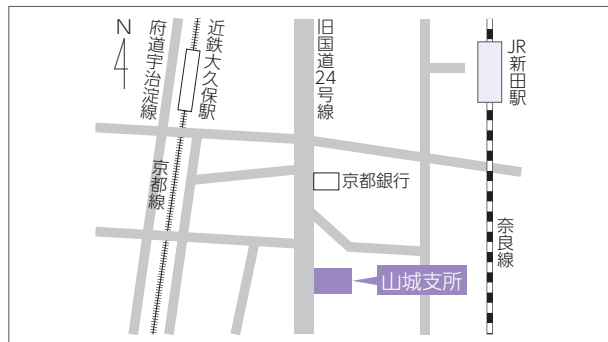 N
府道宇治淀線
近鉄大久保駅
旧国道24号線
JR新田駅
京都線
京都銀行
奈良線
山城支所